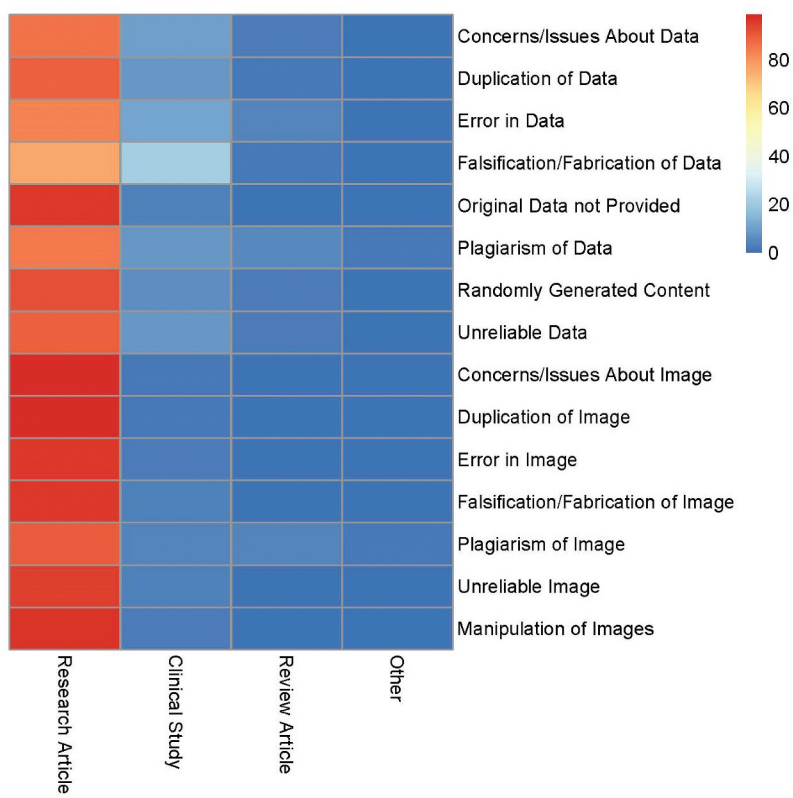 Concerns/Issues About Data
Duplication of Data
Error in Data
Falsification/Fabrication of Data
Original Data not Provided
Plagiarism of Data
Randomly Generated Content
Unreliable Data
Concerns/Issues About Image
Duplication of Image
Error in Image
Falsification/Fabrication of Image
Plagiarism of Image
Unreliable Image
Manipulation of Images
80
60
40
20
0
Research Article
Clinical Study
Review Article
Other